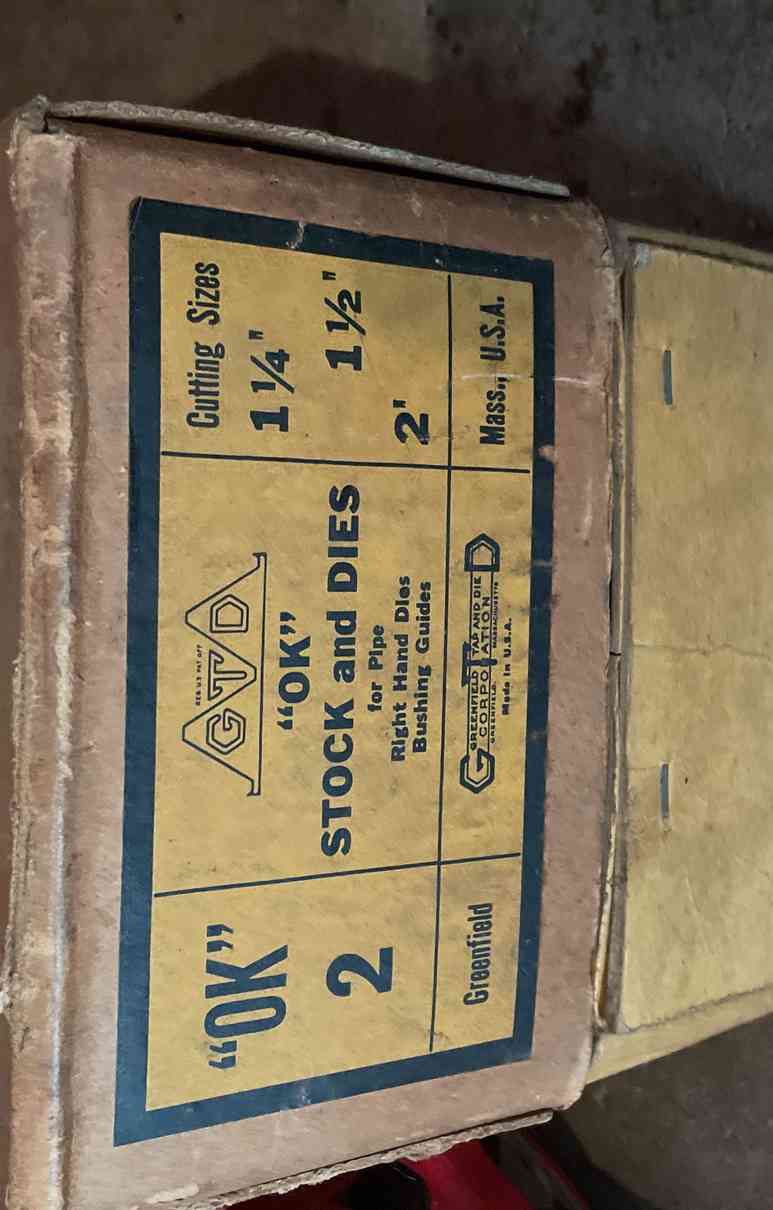 "OK"
2
REG U.S PAT OFF
GTD
"OK"
STOCK and DIES
for Pipe
Right Hand Dies
Bushing Guides
Cutting Sizes
1 1/4"
1 1/2"
2"
Greenfield
GREENFIELD TAP AND DIE
CORPORATION
GREENFIELD, MASSACHUSETTS
Made in U.S.A.
Mass., U.S.A.